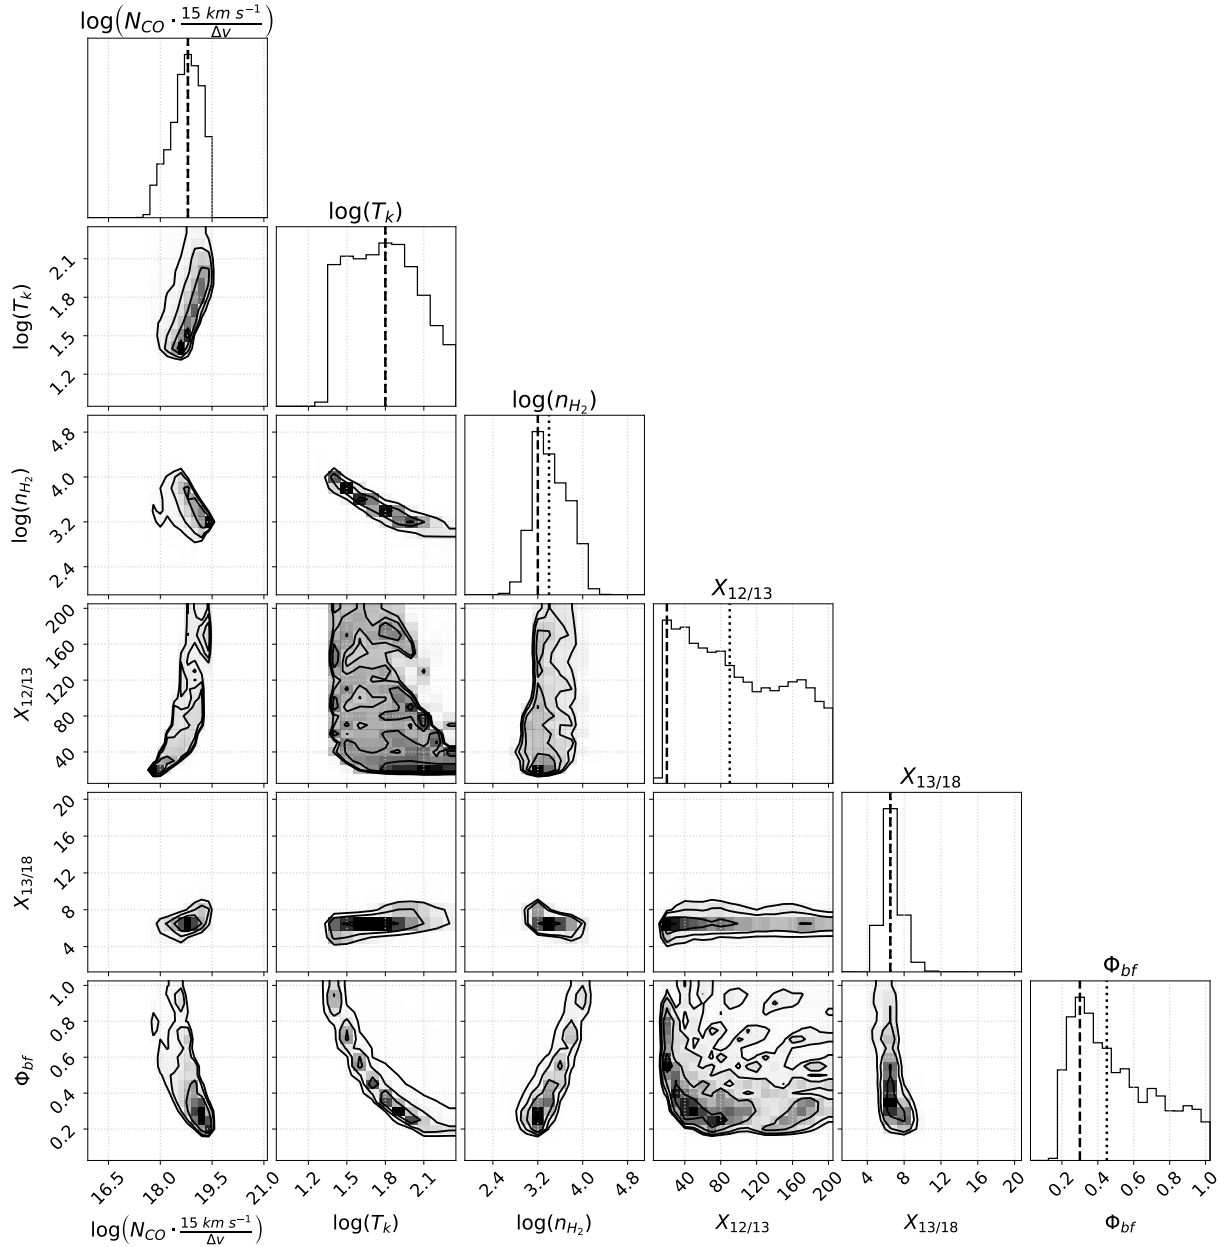 log(N_CO · 15 km s⁻¹ / Δv)
log(T_k)
2.1
1.8
1.5
1.2
log(T_k)
log(n_H₂)
4.8
4.0
3.2
2.4
log(n_H₂)
X_12/13
200
160
120
80
40
X_12/13
X_13/18
20
16
12
8
4
X_13/18
Φ_bf
1.0
0.8
0.6
0.4
0.2
Φ_bf
16.5 18.0 19.5 21.0 1.2 1.5 1.8 2.1 2.4 3.2 4.0 4.8 40 80 120 160 200 4 8 12 16 20 0.2 0.4 0.6 0.8 1.0
log(N_CO · 15 km s⁻¹ / Δv) log(T_k) log(n_H₂) X_12/13 X_13/18 Φ_bf